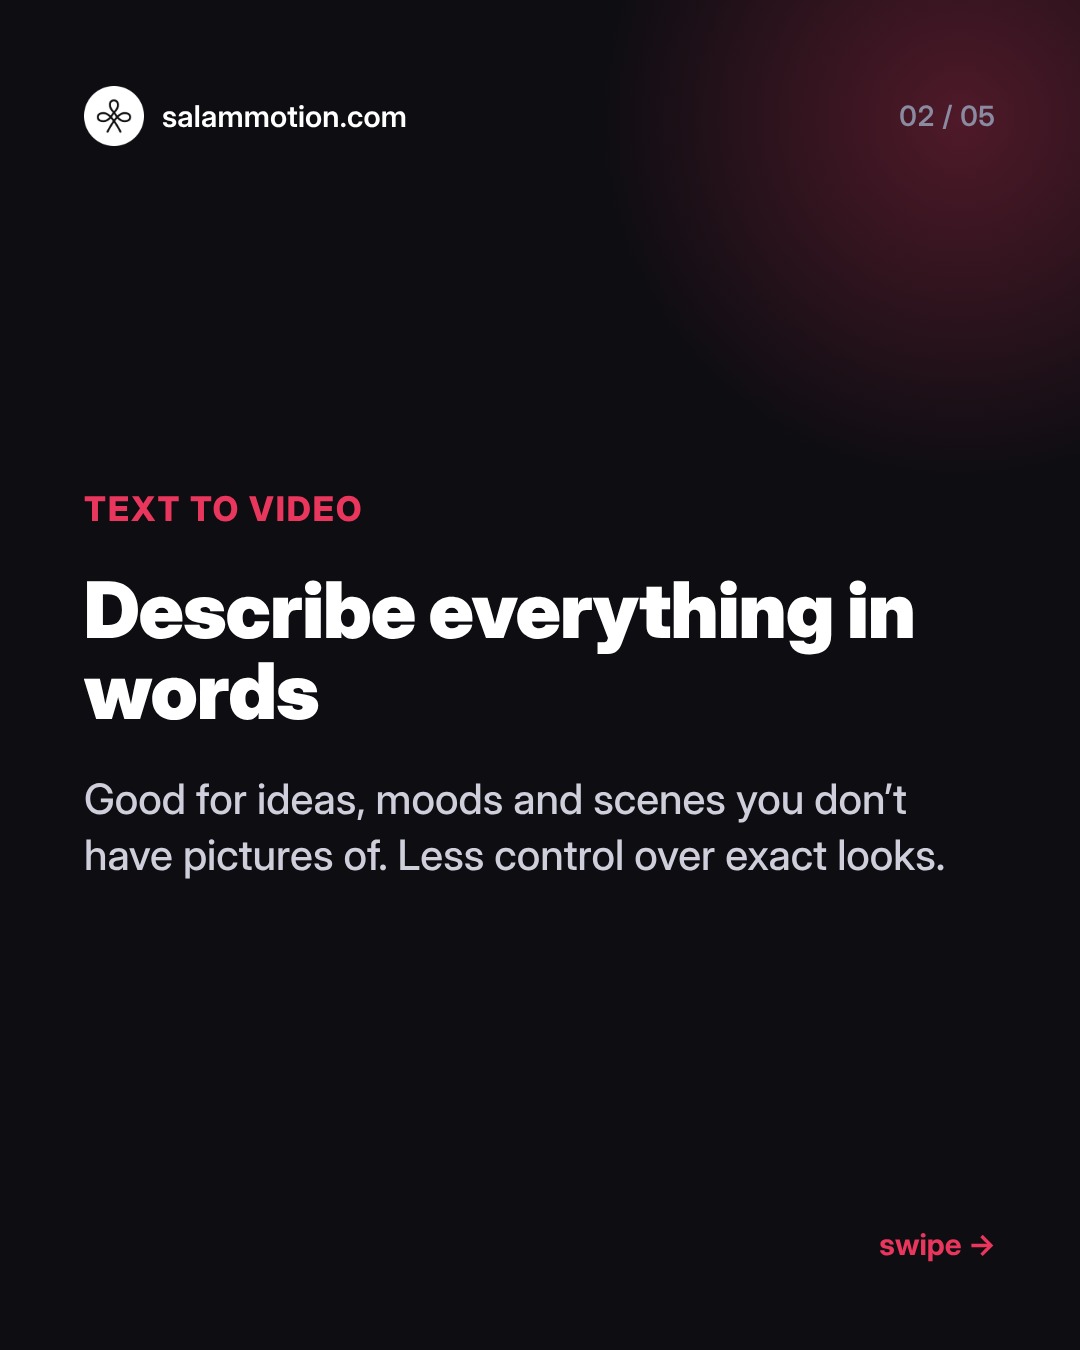 salammotion.com
02 / 05
TEXT TO VIDEO
Describe everything in
words
Good for ideas, moods and scenes you don’t
have pictures of. Less control over exact looks.
swipe →